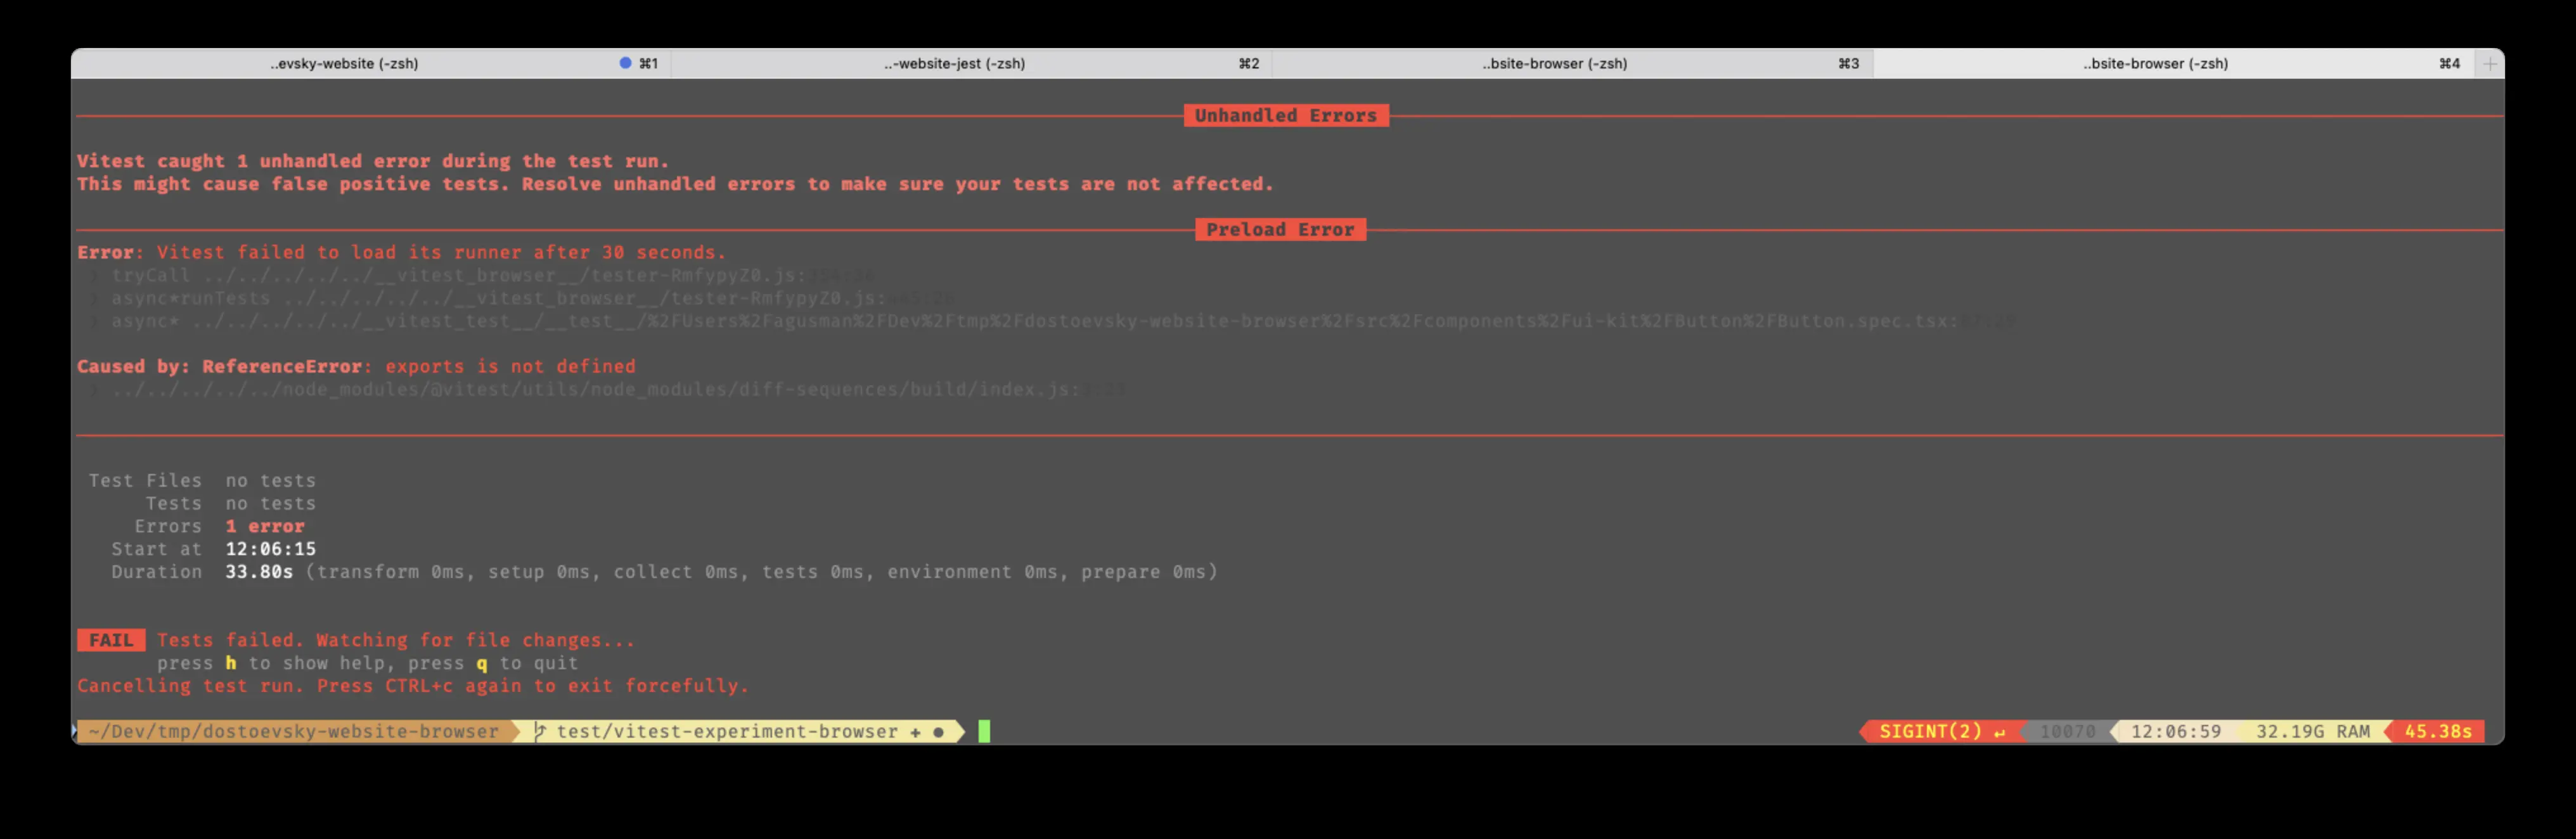 ..evsky-website (-zsh) ⌘1 ..-website-jest (-zsh) ⌘2 ..bsite-browser (-zsh) ⌘3 ..bsite-browser (-zsh) ⌘4 +
Unhandled Errors
Vitest caught 1 unhandled error during the test run.
This might cause false positive tests. Resolve unhandled errors to make sure your tests are not affected.
Preload Error
Error: Vitest failed to load its runner after 30 seconds.
❯ tryCall ../../../../../__vitest_browser__/tester-RmfypyZ0.js:
❯ async*runTests ../../../../../__vitest_browser__/tester-RmfypyZ0.js:
❯ async* ../../../../../__vitest_test__/__test__/%2FUsers%2Fagusman%2FDev%2Ftmp%2Fdostoevsky-website-browser%2Fsrc%2Fcomponents%2Fui-kit%2FButton%2FButton.spec.tsx:
Caused by: ReferenceError: exports is not defined
❯ ../../../../../node_modules/@vitest/utils/node_modules/diff-sequences/build/index.js:
Test Files no tests
Tests no tests
Errors 1 error
Start at 12:06:15
Duration 33.80s (transform 0ms, setup 0ms, collect 0ms, tests 0ms, environment 0ms, prepare 0ms)
FAIL Tests failed. Watching for file changes...
press h to show help, press q to quit
Cancelling test run. Press CTRL+c again to exit forcefully.
~/Dev/tmp/dostoevsky-website-browser test/vitest-experiment-browser + ● SIGINT(2) ↵ 10070 12:06:59 32.19G RAM 45.38s